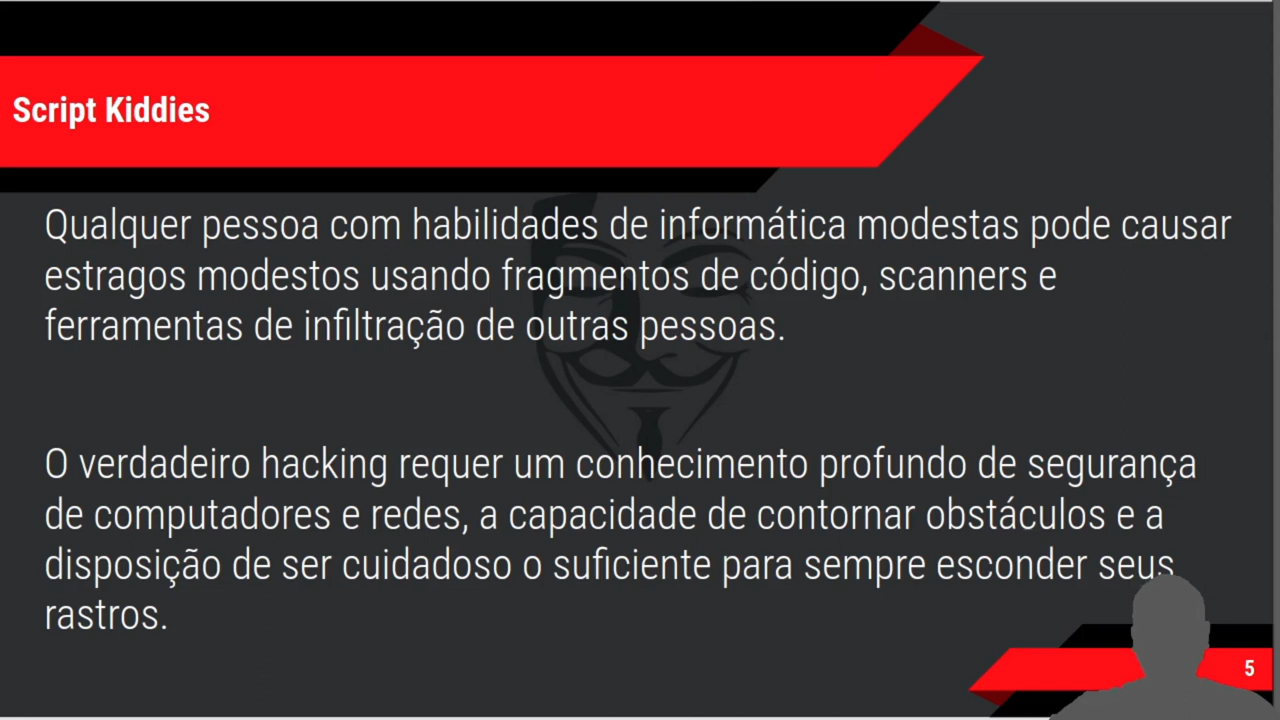 Script Kiddies
Qualquer pessoa com habilidades de informática modestas pode causar
estragos modestos usando fragmentos de código, scanners e
ferramentas de infiltração de outras pessoas.
O verdadeiro hacking requer um conhecimento profundo de segurança
de computadores e redes, a capacidade de contornar obstáculos e a
disposição de ser cuidadoso o suficiente para sempre esconder seus
rastros.
5